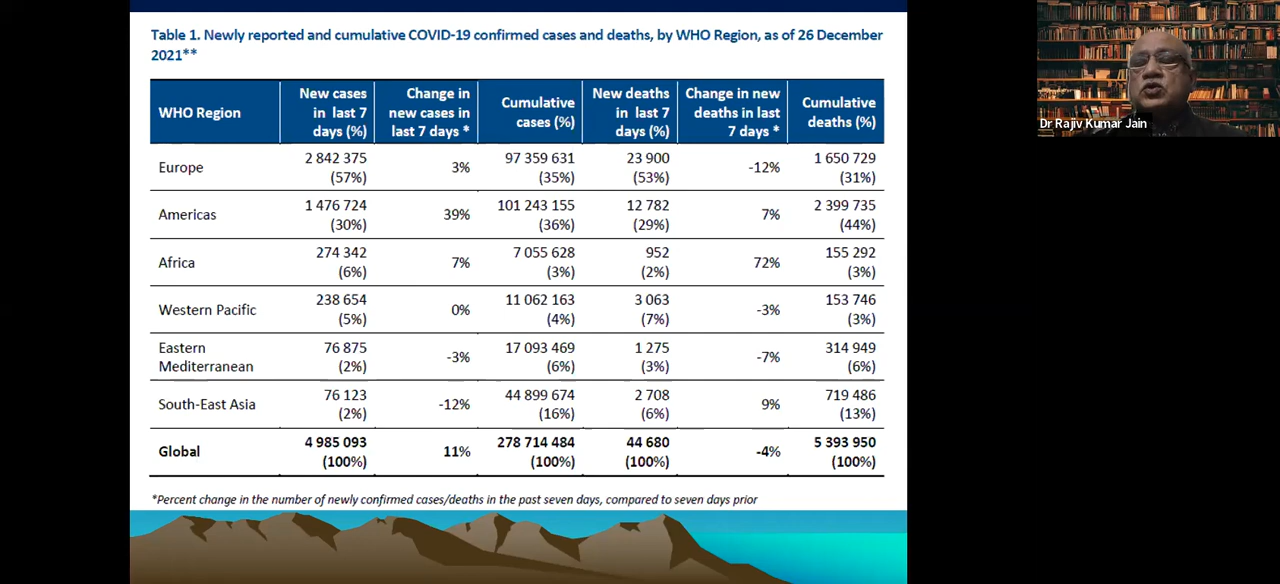 Table 1. Newly reported and cumulative COVID-19 confirmed cases and deaths, by WHO Region, as of 26 December
2021**
WHO Region
New cases
in last 7
days (%)
Change in
new cases in
last 7 days *
Cumulative
cases (%)
New deaths
in last 7
days (%)
Change in new
deaths in last
7 days *
Cumulative
deaths (%)
Europe
2 842 375
(57%)
3%
97 359 631
(35%)
23 900
(53%)
-12%
1 650 729
(31%)
Americas
1 476 724
(30%)
39%
101 243 155
(36%)
12 782
(29%)
7%
2 399 735
(44%)
Africa
274 342
(6%)
7%
7 055 628
(3%)
952
(2%)
72%
155 292
(3%)
Western Pacific
238 654
(5%)
0%
11 062 163
(4%)
3 063
(7%)
-3%
153 746
(3%)
Eastern
Mediterranean
76 875
(2%)
-3%
17 093 469
(6%)
1 275
(3%)
-7%
314 949
(6%)
South-East Asia
76 123
(2%)
-12%
44 899 674
(16%)
2 708
(6%)
9%
719 486
(13%)
Global
4 985 093
(100%)
11%
278 714 484
(100%)
44 680
(100%)
-4%
5 393 950
(100%)
*Percent change in the number of newly confirmed cases/deaths in the past seven days, compared to seven days prior
Dr Rajiv Kumar Jain